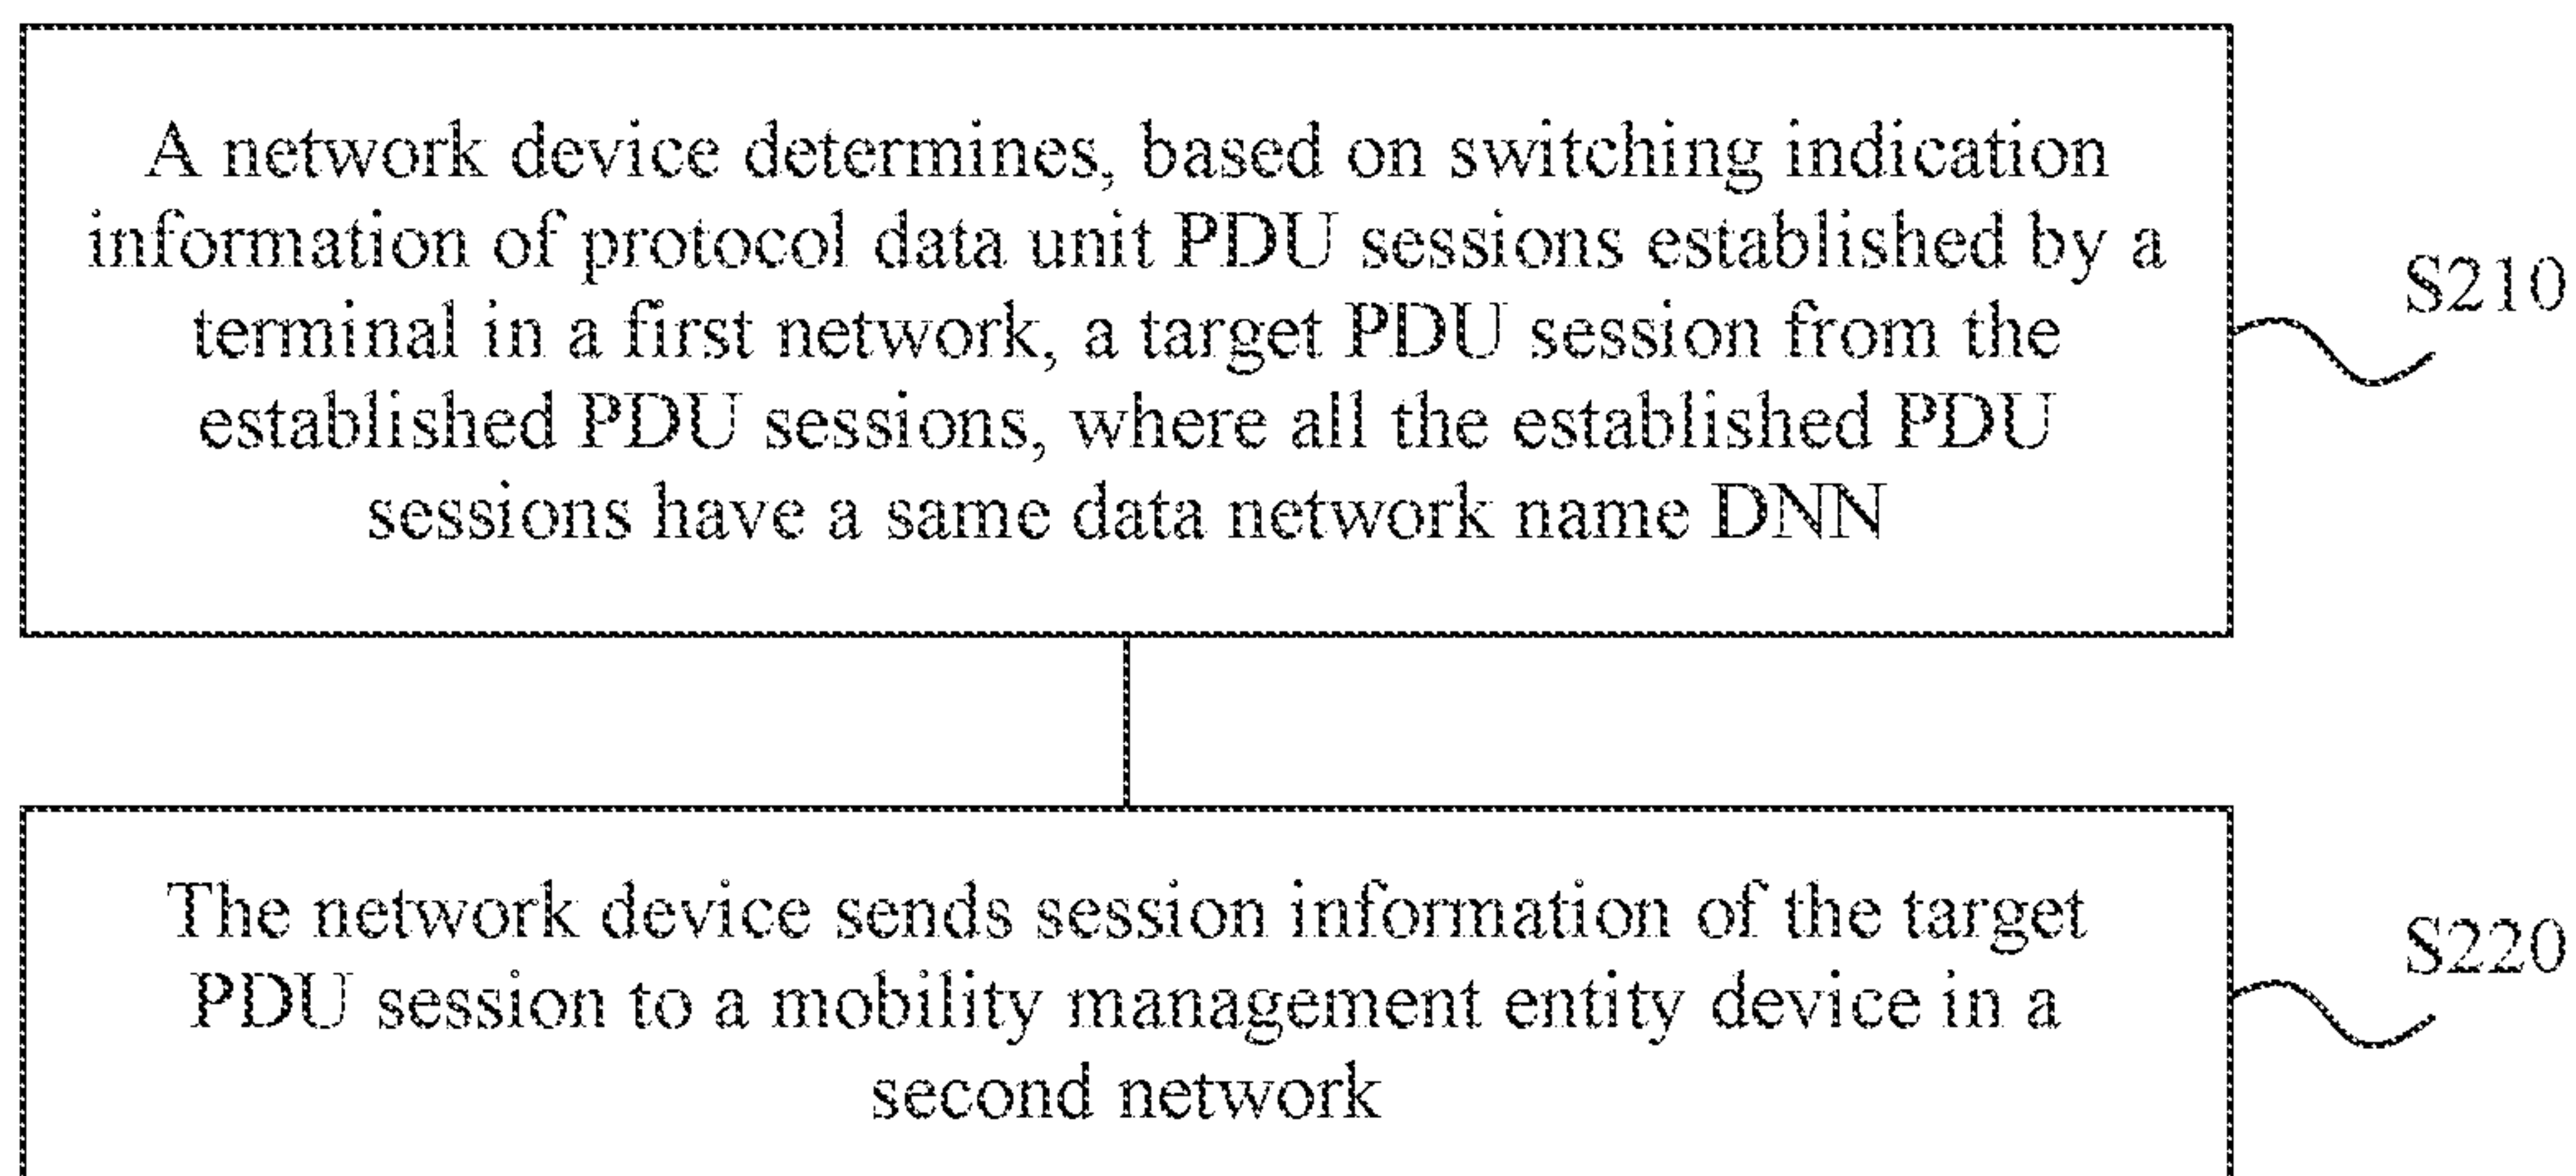 A network device determines, based on switching indication
information of protocol data unit PDU sessions established by a
terminal in a first network, a target PDU session from the
established PDU sessions, where all the established PDU
sessions have a same data network name DNN
S210
The network device sends session information of the target
PDU session to a mobility management entity device in a
second network
S220